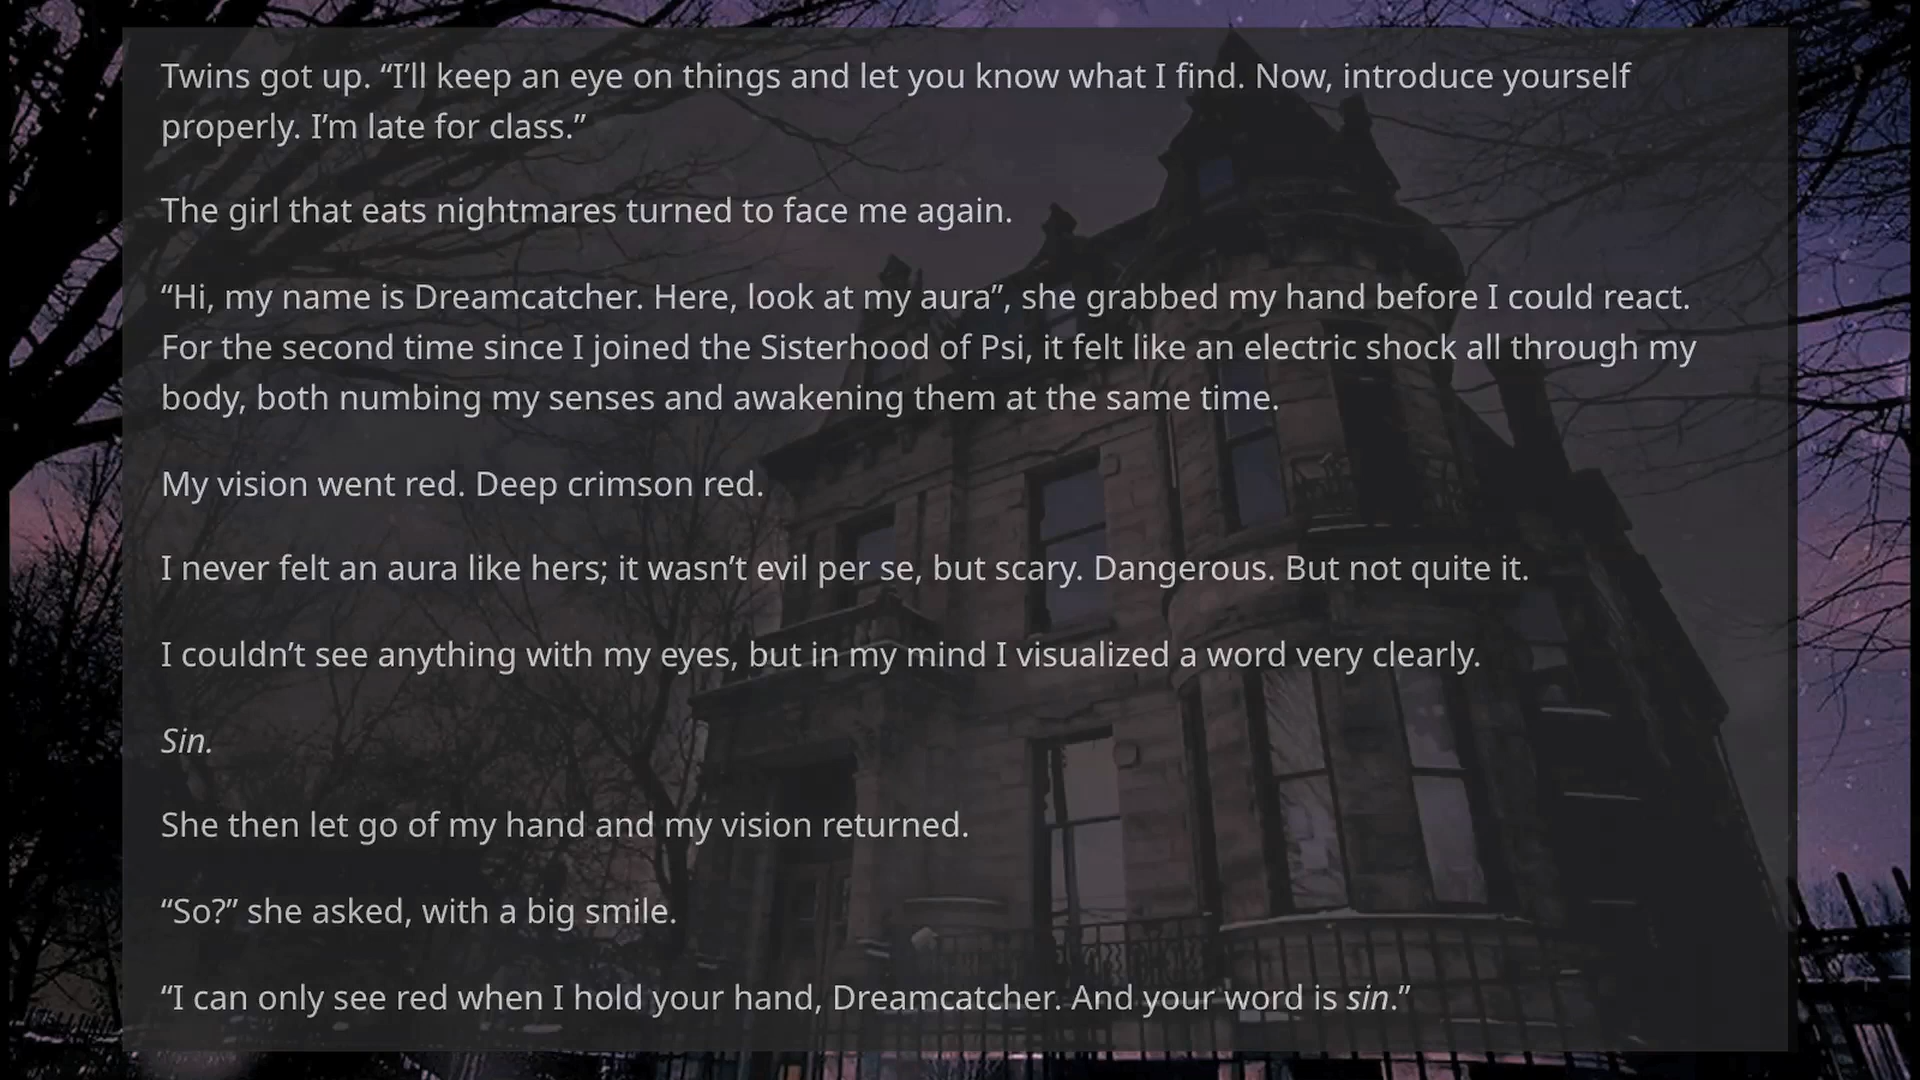 Twins got up. “I’ll keep an eye on things and let you know what I find. Now, introduce yourself
properly. I’m late for class.”
The girl that eats nightmares turned to face me again.
“Hi, my name is Dreamcatcher. Here, look at my aura”, she grabbed my hand before I could react.
For the second time since I joined the Sisterhood of Psi, it felt like an electric shock all through my
body, both numbing my senses and awakening them at the same time.
My vision went red. Deep crimson red.
I never felt an aura like hers; it wasn’t evil per se, but scary. Dangerous. But not quite it.
I couldn’t see anything with my eyes, but in my mind I visualized a word very clearly.
Sin.
She then let go of my hand and my vision returned.
“So?” she asked, with a big smile.
“I can only see red when I hold your hand, Dreamcatcher. And your word is sin.”